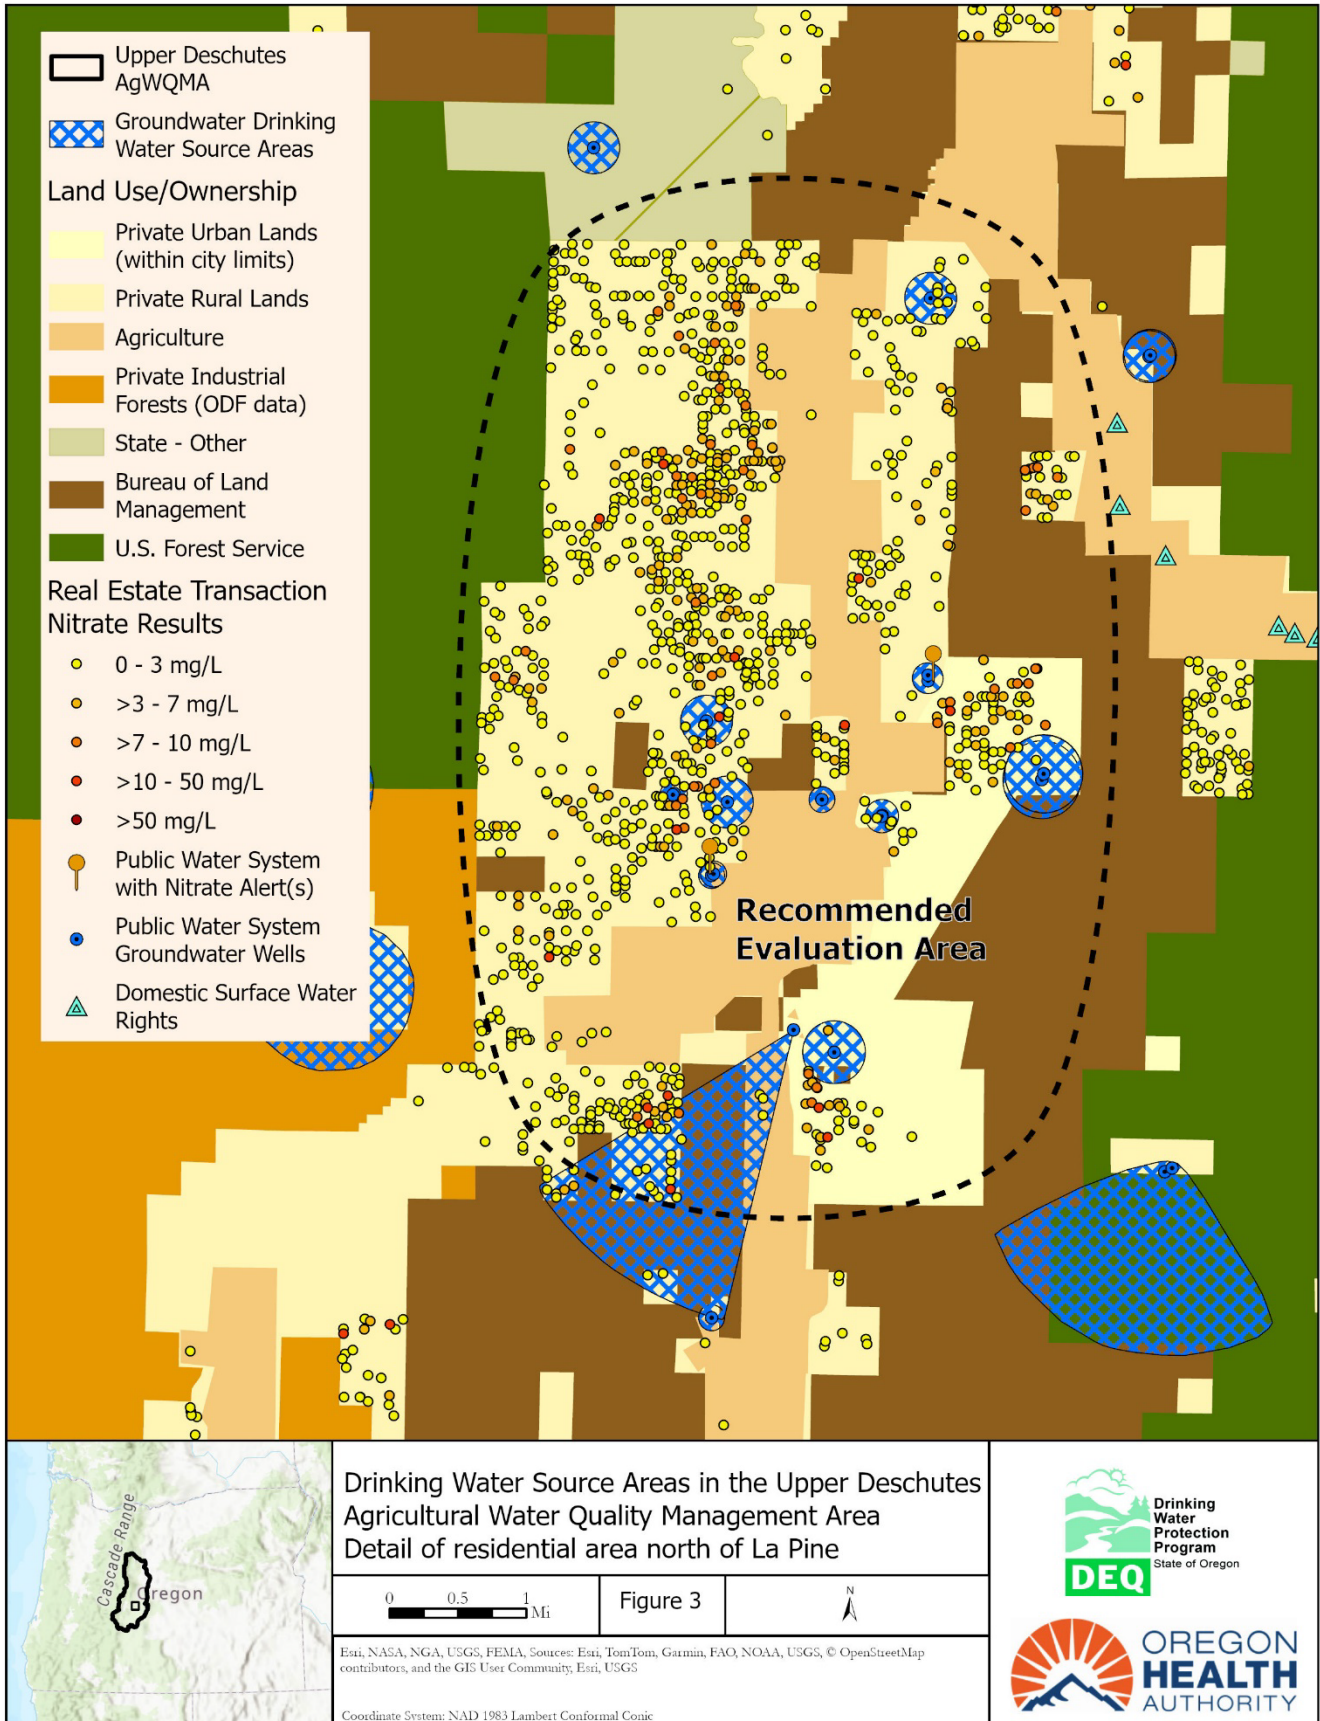 Upper Deschutes
AgWQMA
Groundwater Drinking
Water Source Areas
Land Use/Ownership
Private Urban Lands
(within city limits)
Private Rural Lands
Agriculture
Private Industrial
Forests (ODF data)
State - Other
Bureau of Land
Management
U.S. Forest Service
Real Estate Transaction
Nitrate Results
0 - 3 mg/L
>3 - 7 mg/L
>7 - 10 mg/L
>10 - 50 mg/L
>50 mg/L
Public Water System
with Nitrate Alert(s)
Public Water System
Groundwater Wells
Domestic Surface Water
Rights
Recommended
Evaluation Area
Cascade Range
Oregon
Drinking Water Source Areas in the Upper Deschutes
Agricultural Water Quality Management Area
Detail of residential area north of La Pine
0 0.5 1
Mi
Figure 3
N
Esri, NASA, NGA, USGS, FEMA, Sources: Esri, TomTom, Garmin, FAO, NOAA, USGS, © OpenStreetMap
contributors, and the GIS User Community, Esri, USGS
Coordinate System: NAD 1983 Lambert Conformal Conic
Drinking
Water
Protection
Program
State of Oregon
DEQ
OREGON
HEALTH
AUTHORITY